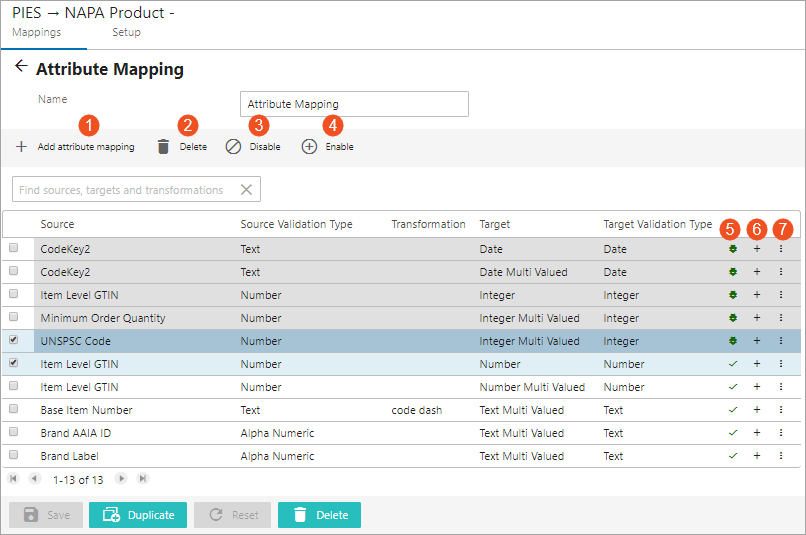 PIES → NAPA Product -
Mappings Setup
← Attribute Mapping
Name Attribute Mapping
1 2 3 4
Add attribute mapping Delete Disable Enable
Find sources, targets and transformations
Source Source Validation Type Transformation Target Target Validation Type 5 6 7
CodeKey2 Text Date Date
CodeKey2 Text Date Multi Valued Date
Item Level GTIN Number Integer Integer
Minimum Order Quantity Number Integer Multi Valued Integer
UNSPSC Code Number Integer Multi Valued Integer
Item Level GTIN Number Number Number
Item Level GTIN Number Number Multi Valued Number
Base Item Number Text code dash Text Multi Valued Text
Brand AAIA ID Alpha Numeric Text Multi Valued Text
Brand Label Alpha Numeric Text Multi Valued Text
1-13 of 13
Save Duplicate Reset Delete